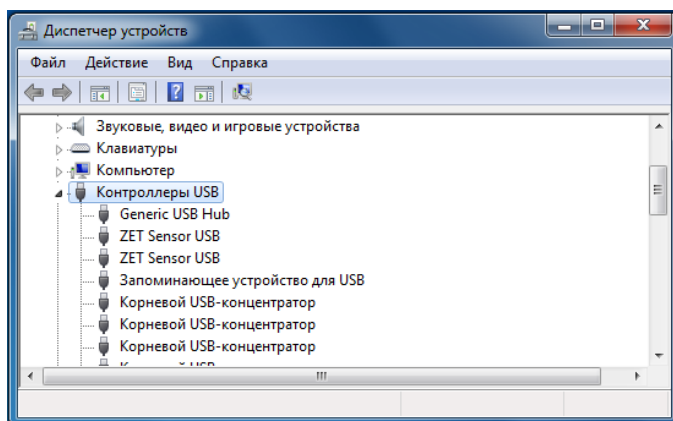 Диспетчер устройств
Файл Действие Вид Справка
Звуковые, видео и игровые устройства
Клавиатуры
Компьютер
Контроллеры USB
Generic USB Hub
ZET Sensor USB
ZET Sensor USB
Запоминающее устройство для USB
Корневой USB-концентратор
Корневой USB-концентратор
Корневой USB-концентратор